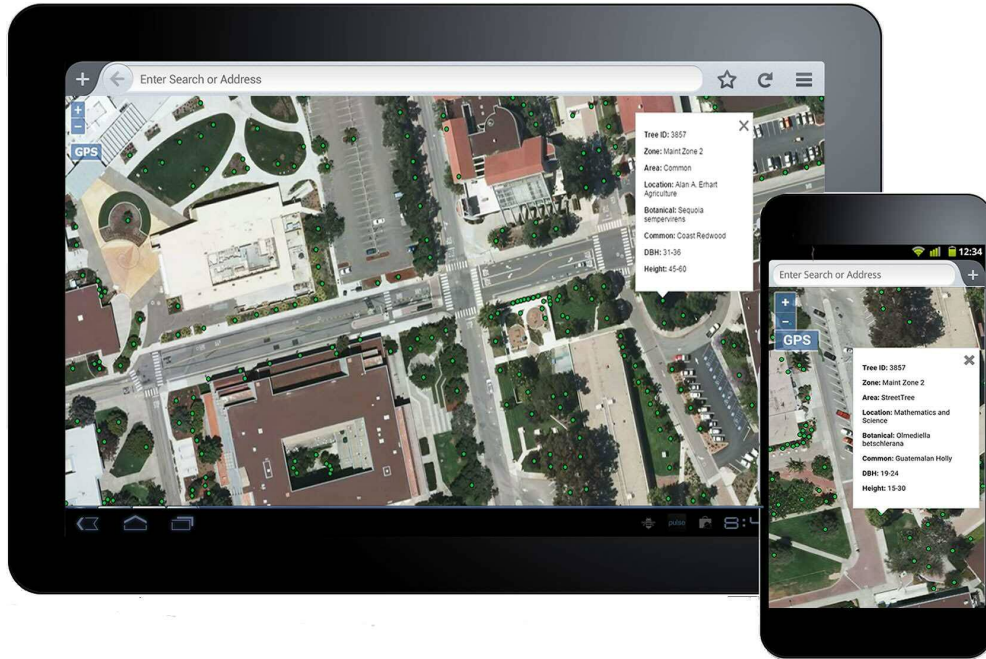 Enter Search or Address
+
−
GPS
Tree ID: 3857
Zone: Maint Zone 2
Area: Common
Location: Alan A. Erhart
Agriculture
Botanical: Sequoia
sempervirens
Common: Coast Redwood
DBH: 31-36
Height: 45-60
pulse
8:4
12:34
Enter Search or Address
+
−
GPS
Tree ID: 3857
Zone: Maint Zone 2
Area: StreetTree
Location: Mathematics and
Science
Botanical: Olmediella
betschlerana
Common: Guatemalan Holly
DBH: 19-24
Height: 15-30